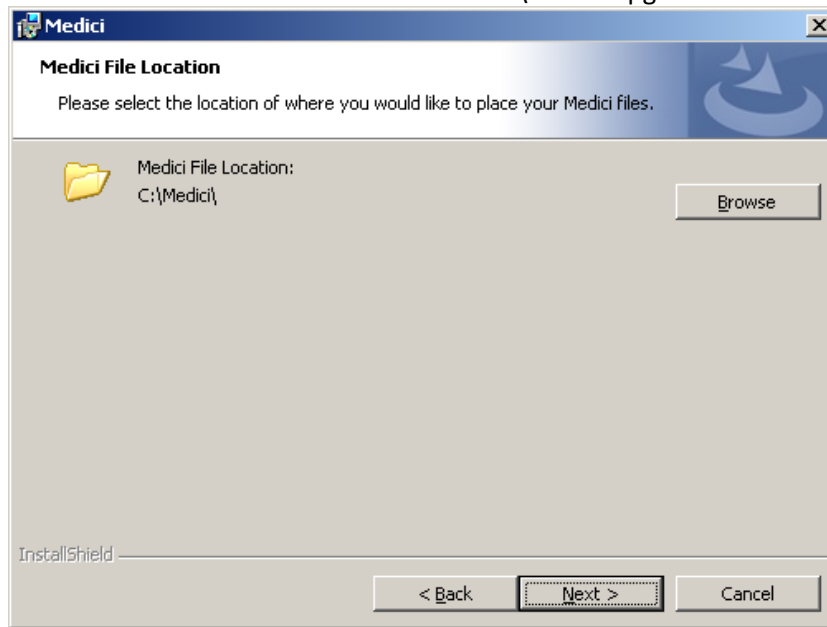 Medici
Medici File Location
Please select the location of where you would like to place your Medici files.
Medici File Location:
C:\Medici\
Browse
InstallShield
< Back
Next >
Cancel